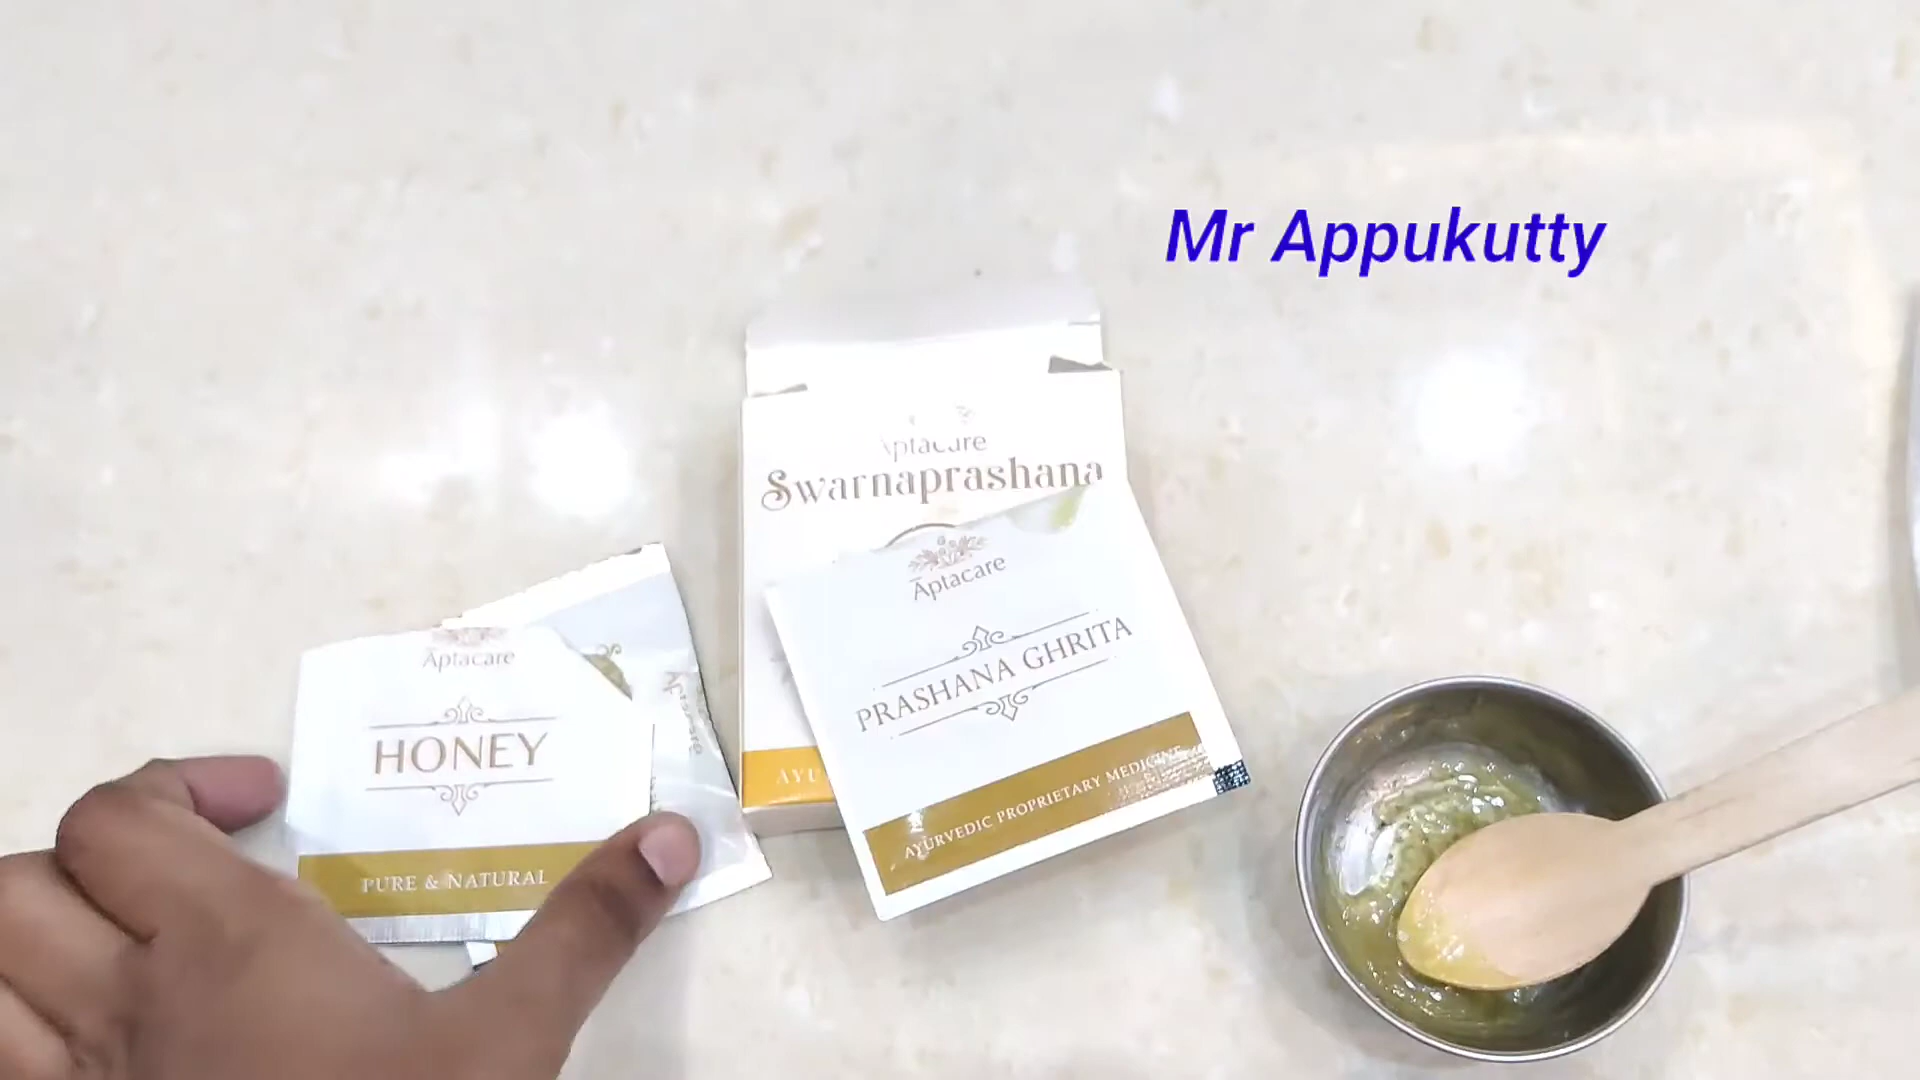 Mr Appukutty
Aptacare
Swarnaprashana
Aptacare
PRASHANA GHRITA
AYURVEDIC PROPRIETARY MEDICINE
Aptacare
HONEY
PURE & NATURAL